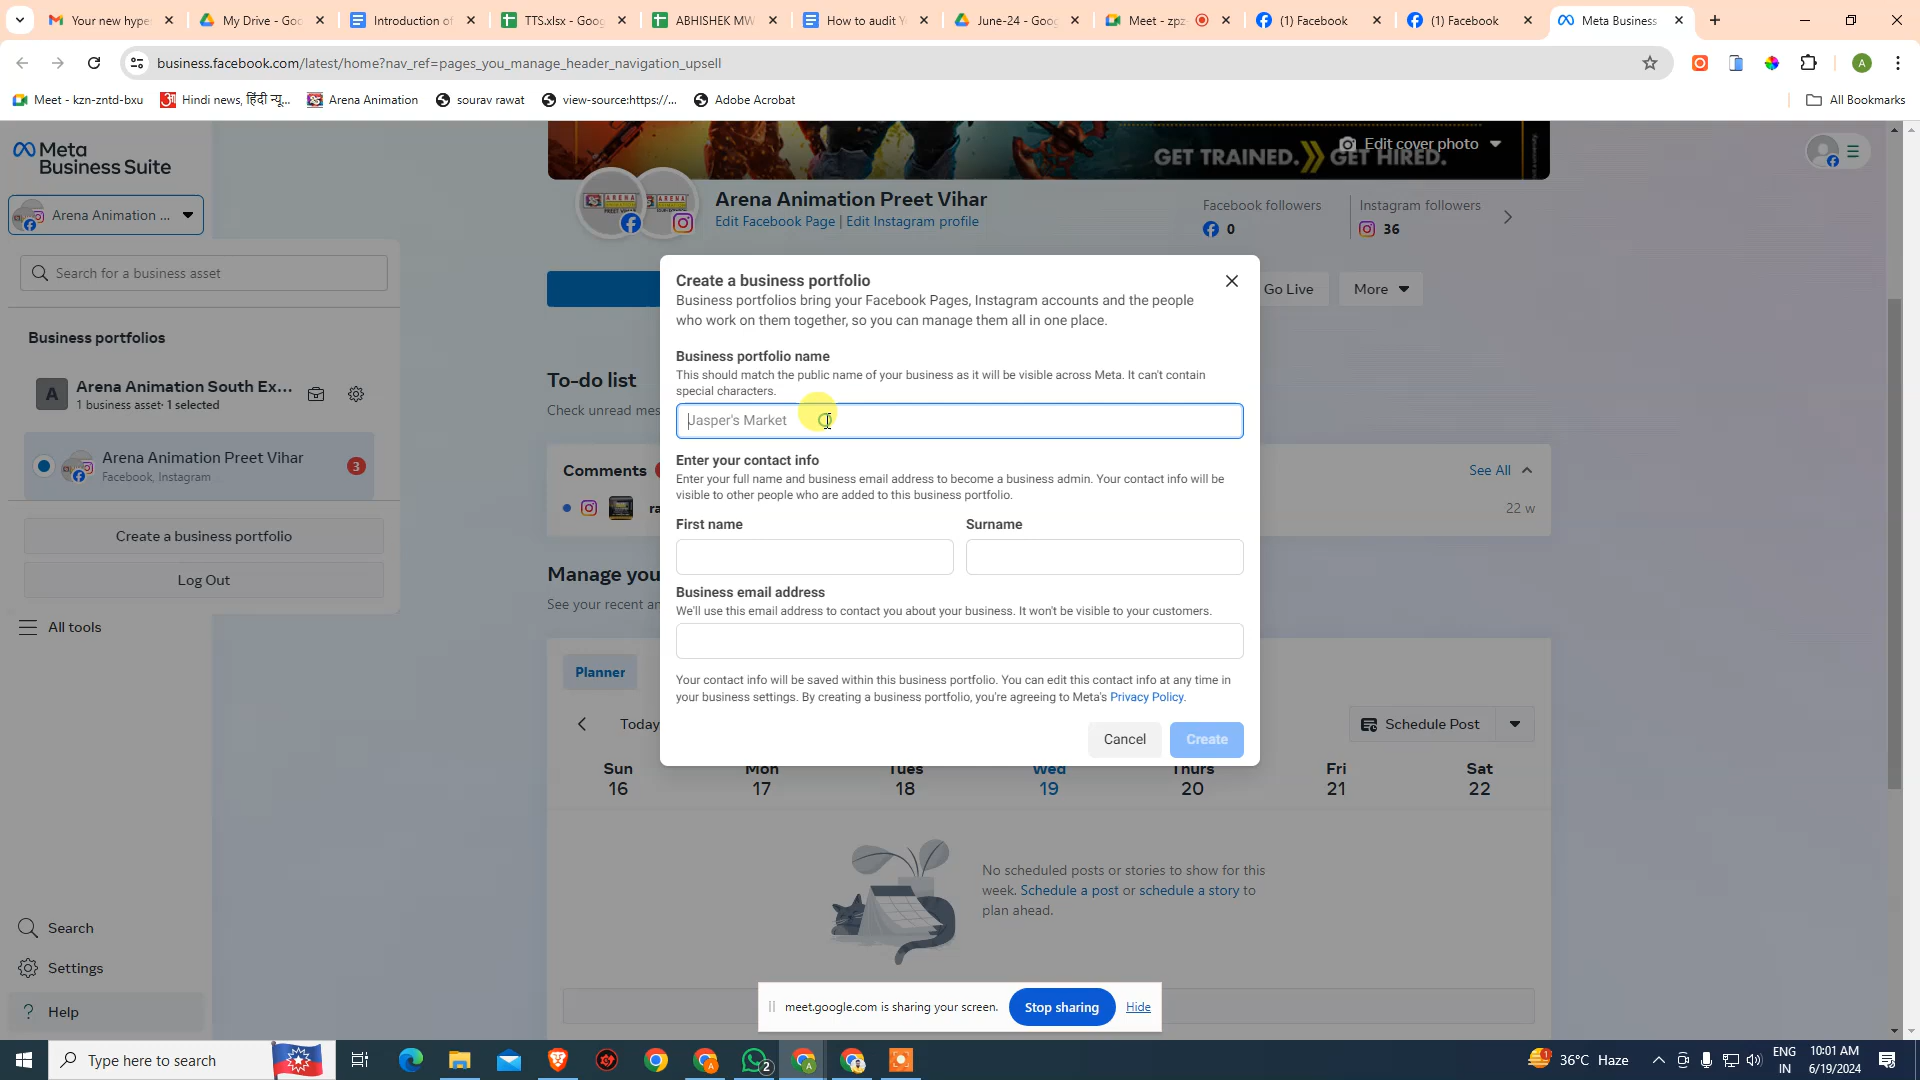 Your new hype
My Drive - Goo
Introduction of
TTS.xlsx - Goog
ABHISHEK MW
How to audit Y
June-24 - Goog
Meet - zpz
(1) Facebook
(1) Facebook
Meta Business
business.facebook.com/latest/home?nav_ref=pages_you_manage_header_navigation_upsell
A
Meet - kzn-zntd-bxu
Hindi news, हिंदी न्यू...
Arena Animation
sourav rawat
view-source:https://...
Adobe Acrobat
All Bookmarks
Meta
Business Suite
GET TRAINED. GET HIRED.
Edit cover photo
Arena Animation ...
Arena Animation Preet Vihar
Edit Facebook Page | Edit Instagram profile
Facebook followers
0
Instagram followers
36
Search for a business asset
Go Live
More
Business portfolios
A
Arena Animation South Ex...
1 business asset· 1 selected
Arena Animation Preet Vihar
Facebook, Instagram
3
Create a business portfolio
Log Out
All tools
Search
Settings
Help
To-do list
Check unread mes
Comments
See All
ra
22 w
Manage you
See your recent an
Planner
Today
Schedule Post
Sun
Mon
Tues
Wed
Thurs
Fri
Sat
16
17
18
19
20
21
22
No scheduled posts or stories to show for this
week. Schedule a post or schedule a story to
plan ahead.
Create a business portfolio
Business portfolios bring your Facebook Pages, Instagram accounts and the people
who work on them together, so you can manage them all in one place.
Business portfolio name
This should match the public name of your business as it will be visible across Meta. It can't contain
special characters.
Jasper's Market
Enter your contact info
Enter your full name and business email address to become a business admin. Your contact info will be
visible to other people who are added to this business portfolio.
First name
Surname
Business email address
We'll use this email address to contact you about your business. It won't be visible to your customers.
Your contact info will be saved within this business portfolio. You can edit this contact info at any time in
your business settings. By creating a business portfolio, you're agreeing to Meta's Privacy Policy.
Cancel
Create
meet.google.com is sharing your screen.
Stop sharing
Hide
Type here to search
2
1
36°C Haze
ENG
IN
10:01 AM
6/19/2024